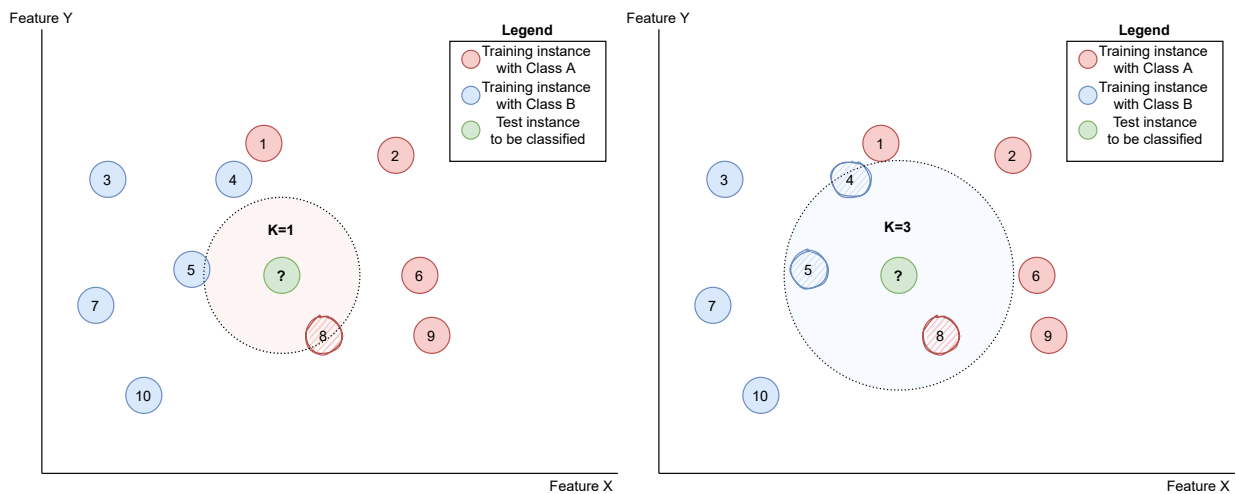 Feature Y
Legend
Training instance
with Class A
Training instance
with Class B
Test instance
to be classified
1
2
3
4
K=1
5
?
6
7
8
9
10
Feature X
Feature Y
Legend
Training instance
with Class A
Training instance
with Class B
Test instance
to be classified
1
2
3
4
K=3
5
?
6
7
8
9
10
Feature X